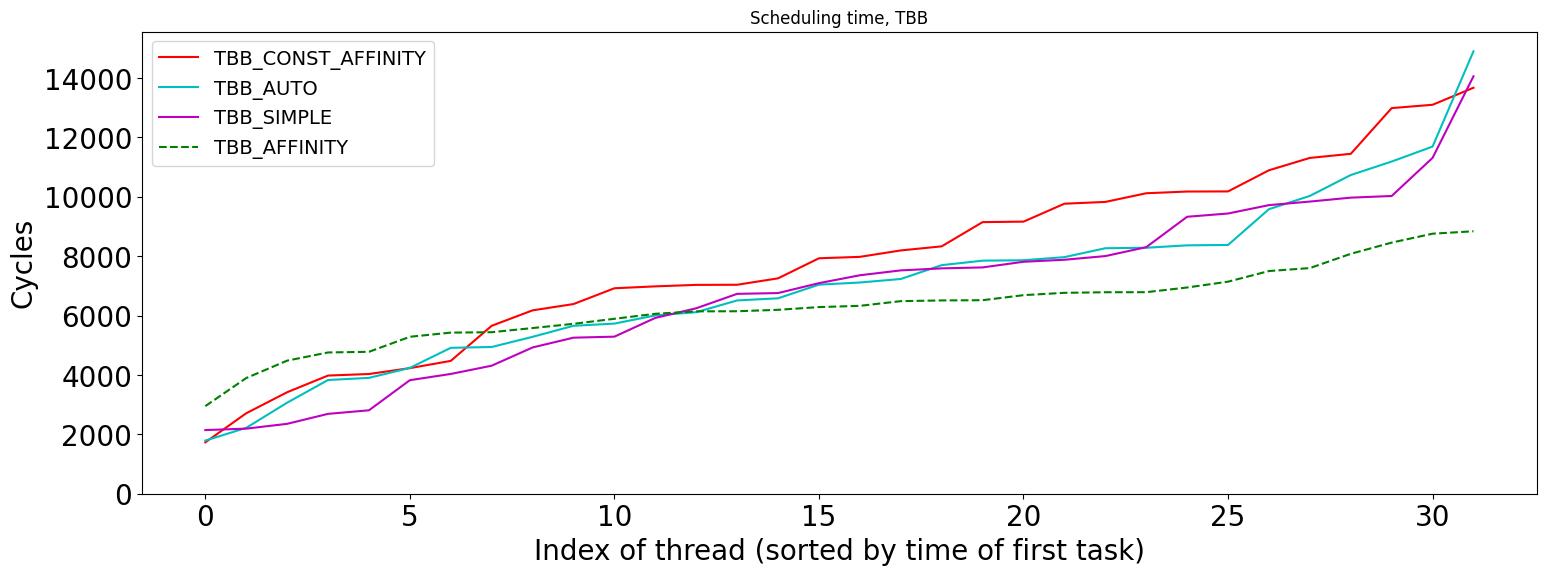 Scheduling time, TBB
TBB_CONST_AFFINITY
TBB_AUTO
TBB_SIMPLE
TBB_AFFINITY
14000
12000
10000
8000
6000
4000
2000
0
Cycles
0 5 10 15 20 25 30
Index of thread (sorted by time of first task)